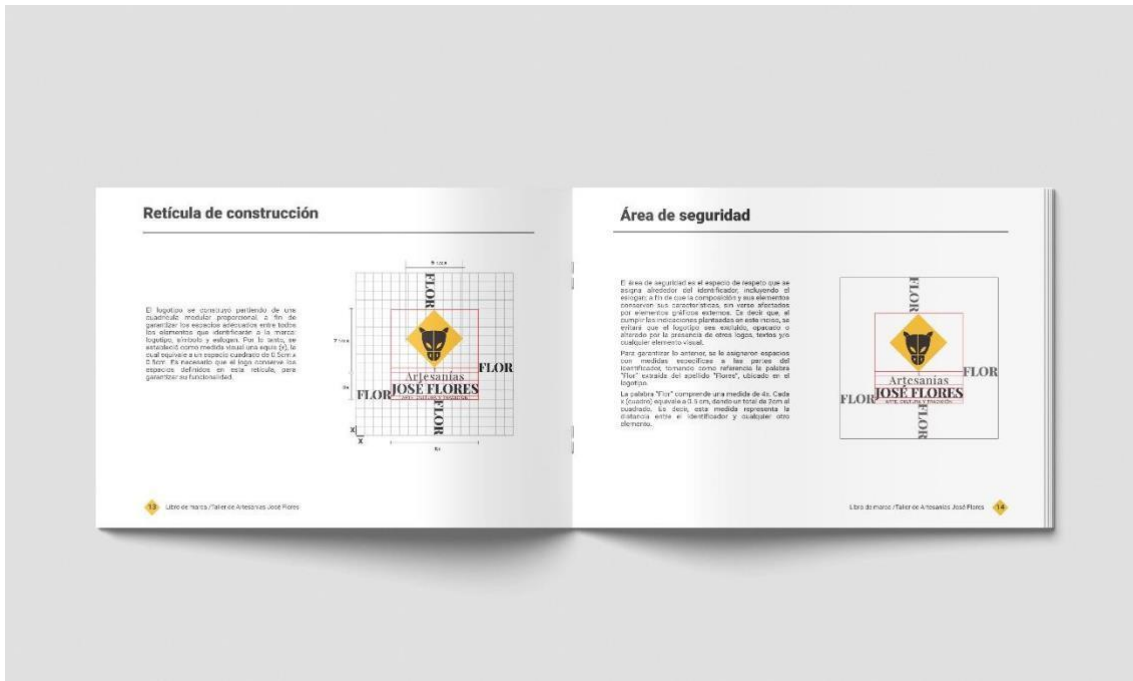 Retícula de construcción
El logotipo se construyó partiendo de una
cuadrícula modular proporcional, a fin de
garantizar los espacios adecuados entre todos
los elementos que identificarán a la marca:
logotipo, símbolo y eslogan. Por lo tanto, se
estableció como medida visual una equis (x), la
cual equivale a un espacio cuadrado de 0.5cm x
0.5cm. Es necesario que el logo conserve los
espacios definidos en esta retícula, para
garantizar su funcionalidad.
FLOR
FLOR
Artesanías
FLOR
JOSÉ FLORES
ARTE, CULTURA Y TRADICIÓN
FLOR
X
X
13
Libro de marca /Taller de Artesanías José Flores
Área de seguridad
El área de seguridad es el espacio de respeto que se
asigna alrededor del identificador, incluyendo el
eslogan; a fin de que la composición y sus elementos
conserven sus características, sin verse afectados
por elementos gráficos externos. Es decir que, al
cumplir las indicaciones planteadas en este inciso, se
evitará que el logotipo sea excluido, opacado o
alterado por la presencia de otros logos, textos y/o
cualquier elemento visual.
Para garantizar lo anterior, se le asignaron espacios
con medidas específicas a las partes del
identificador, tomando como referencia la palabra
"Flor" extraída del apellido "Flores", ubicado en el
logotipo.
La palabra "Flor" comprende una medida de 4x. Cada
x (cuadro) equivale a 0.5 cm, dando un total de 2cm al
cuadrado. Es decir, esta medida representa la
distancia entre el identificador y cualquier otro
elemento.
FLOR
FLOR
Artesanías
FLOR
JOSÉ FLORES
ARTE, CULTURA Y TRADICIÓN
FLOR
Libro de marca /Taller de Artesanías José Flores
14